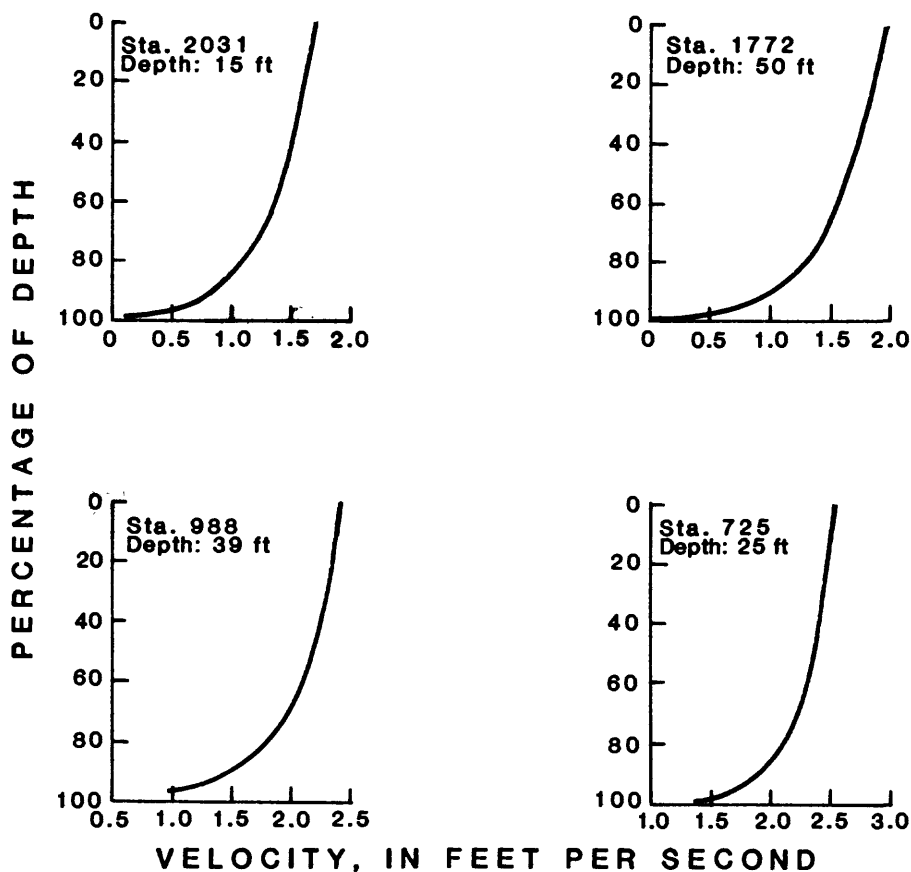 PERCENTAGE OF DEPTH
Sta. 2031
Depth: 15 ft
0
20
40
60
80
100
0 0.5 1.0 1.5 2.0
Sta. 1772
Depth: 50 ft
0
20
40
60
80
100
0 0.5 1.0 1.5 2.0
Sta. 988
Depth: 39 ft
0
20
40
60
80
100
0.5 1.0 1.5 2.0 2.5
Sta. 725
Depth: 25 ft
0
20
40
60
80
100
1.0 1.5 2.0 2.5 3.0
VELOCITY, IN FEET PER SECOND